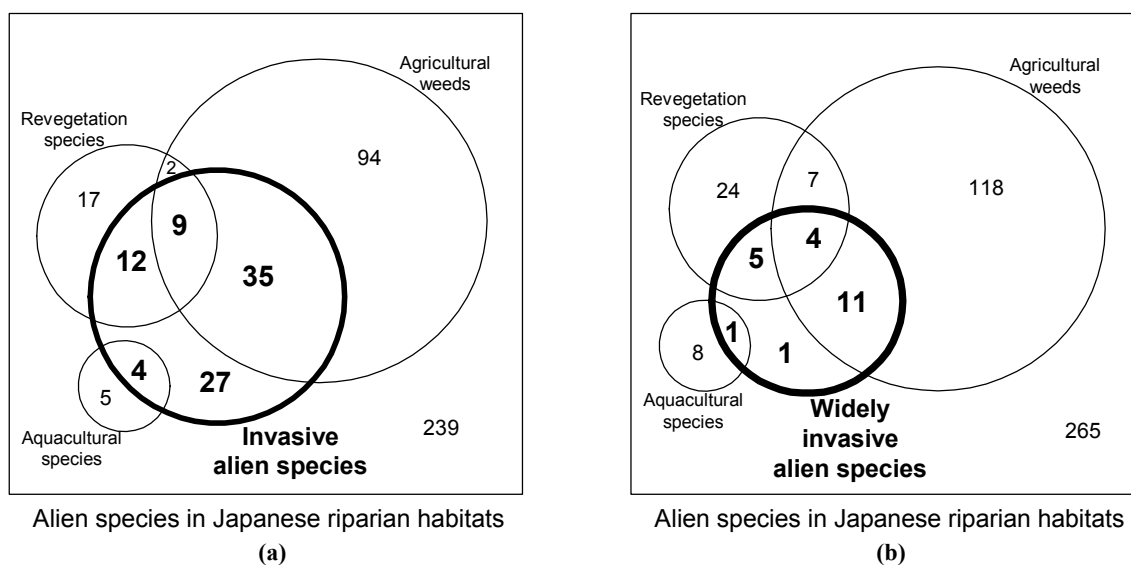 Agricultural
weeds
Revegetation
species
2
94
17
9
12
35
4
27
5
Aquacultural
species
Invasive
alien species
239
Alien species in Japanese riparian habitats
(a)
Agricultural
weeds
Revegetation
species
24
7
118
4
5
11
1
1
8
Aquacultural
species
Widely
invasive
alien species
265
Alien species in Japanese riparian habitats
(b)